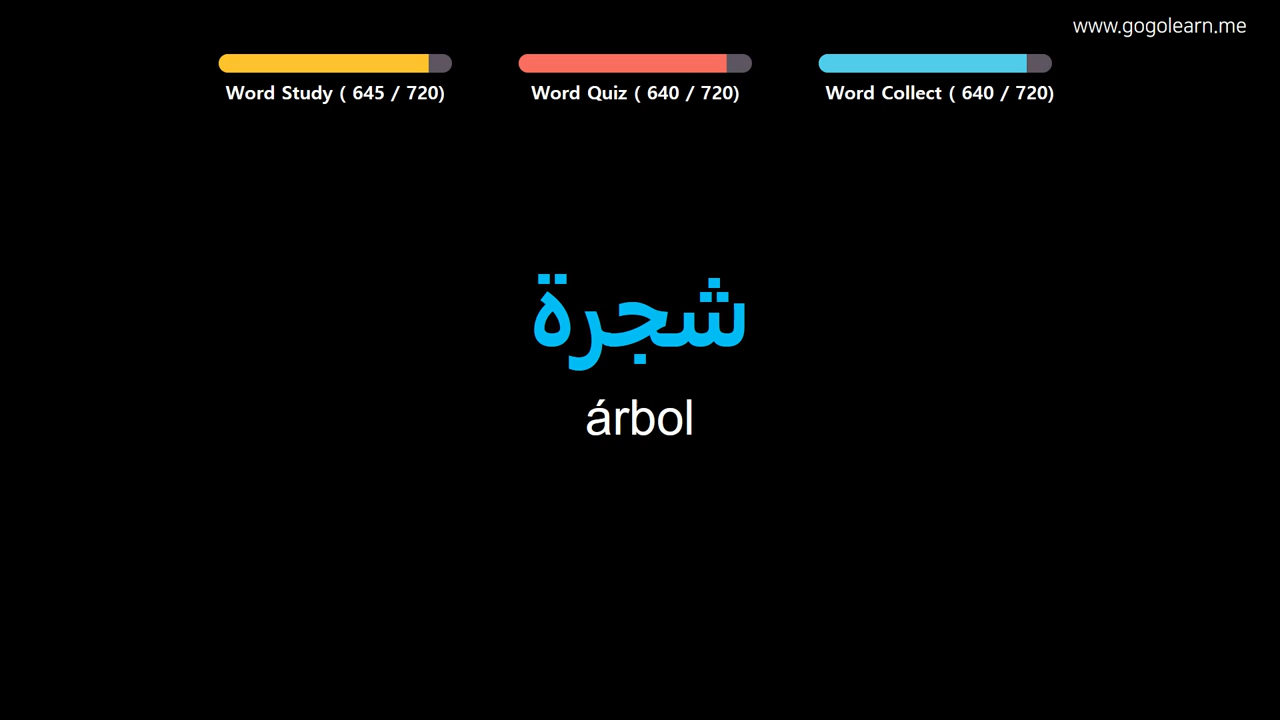 www.gogolearn.me
Word Study ( 645 / 720)
Word Quiz ( 640 / 720)
Word Collect ( 640 / 720)
شجرة
árbol